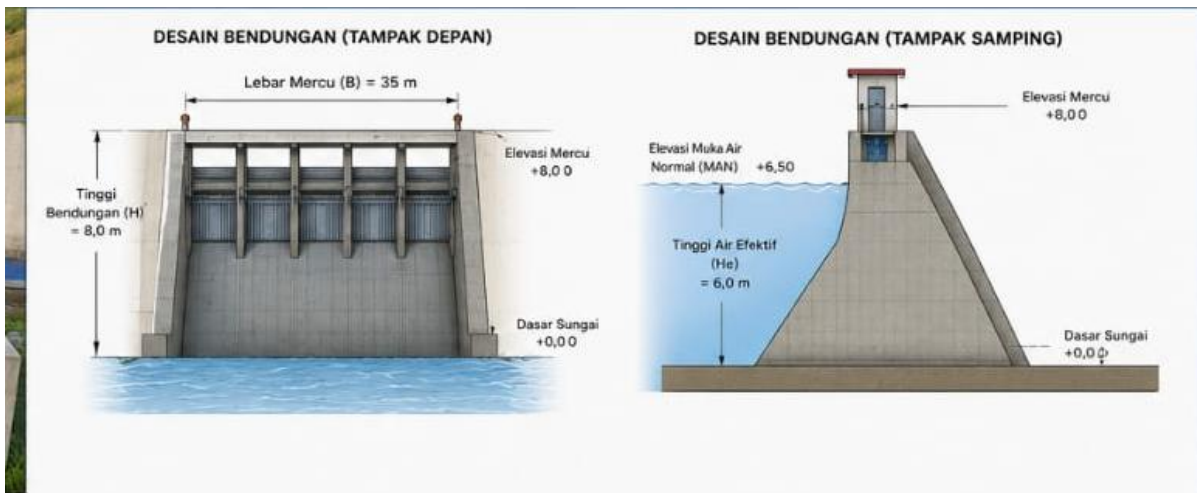 DESAIN BENDUNGAN (TAMPAK DEPAN)
Lebar Mercu (B) = 35 m
Tinggi
Bendungan (H)
= 8,0 m
Elevasi Mercu
+8,0 0
Dasar Sungai
+0,0 0
DESAIN BENDUNGAN (TAMPAK SAMPING)
Elevasi Mercu
+8,00
Elevasi Muka Air
Normal (MAN) +6,50
Tinggi Air Efektif
(He)
= 6,0 m
Dasar Sungai
+0,0